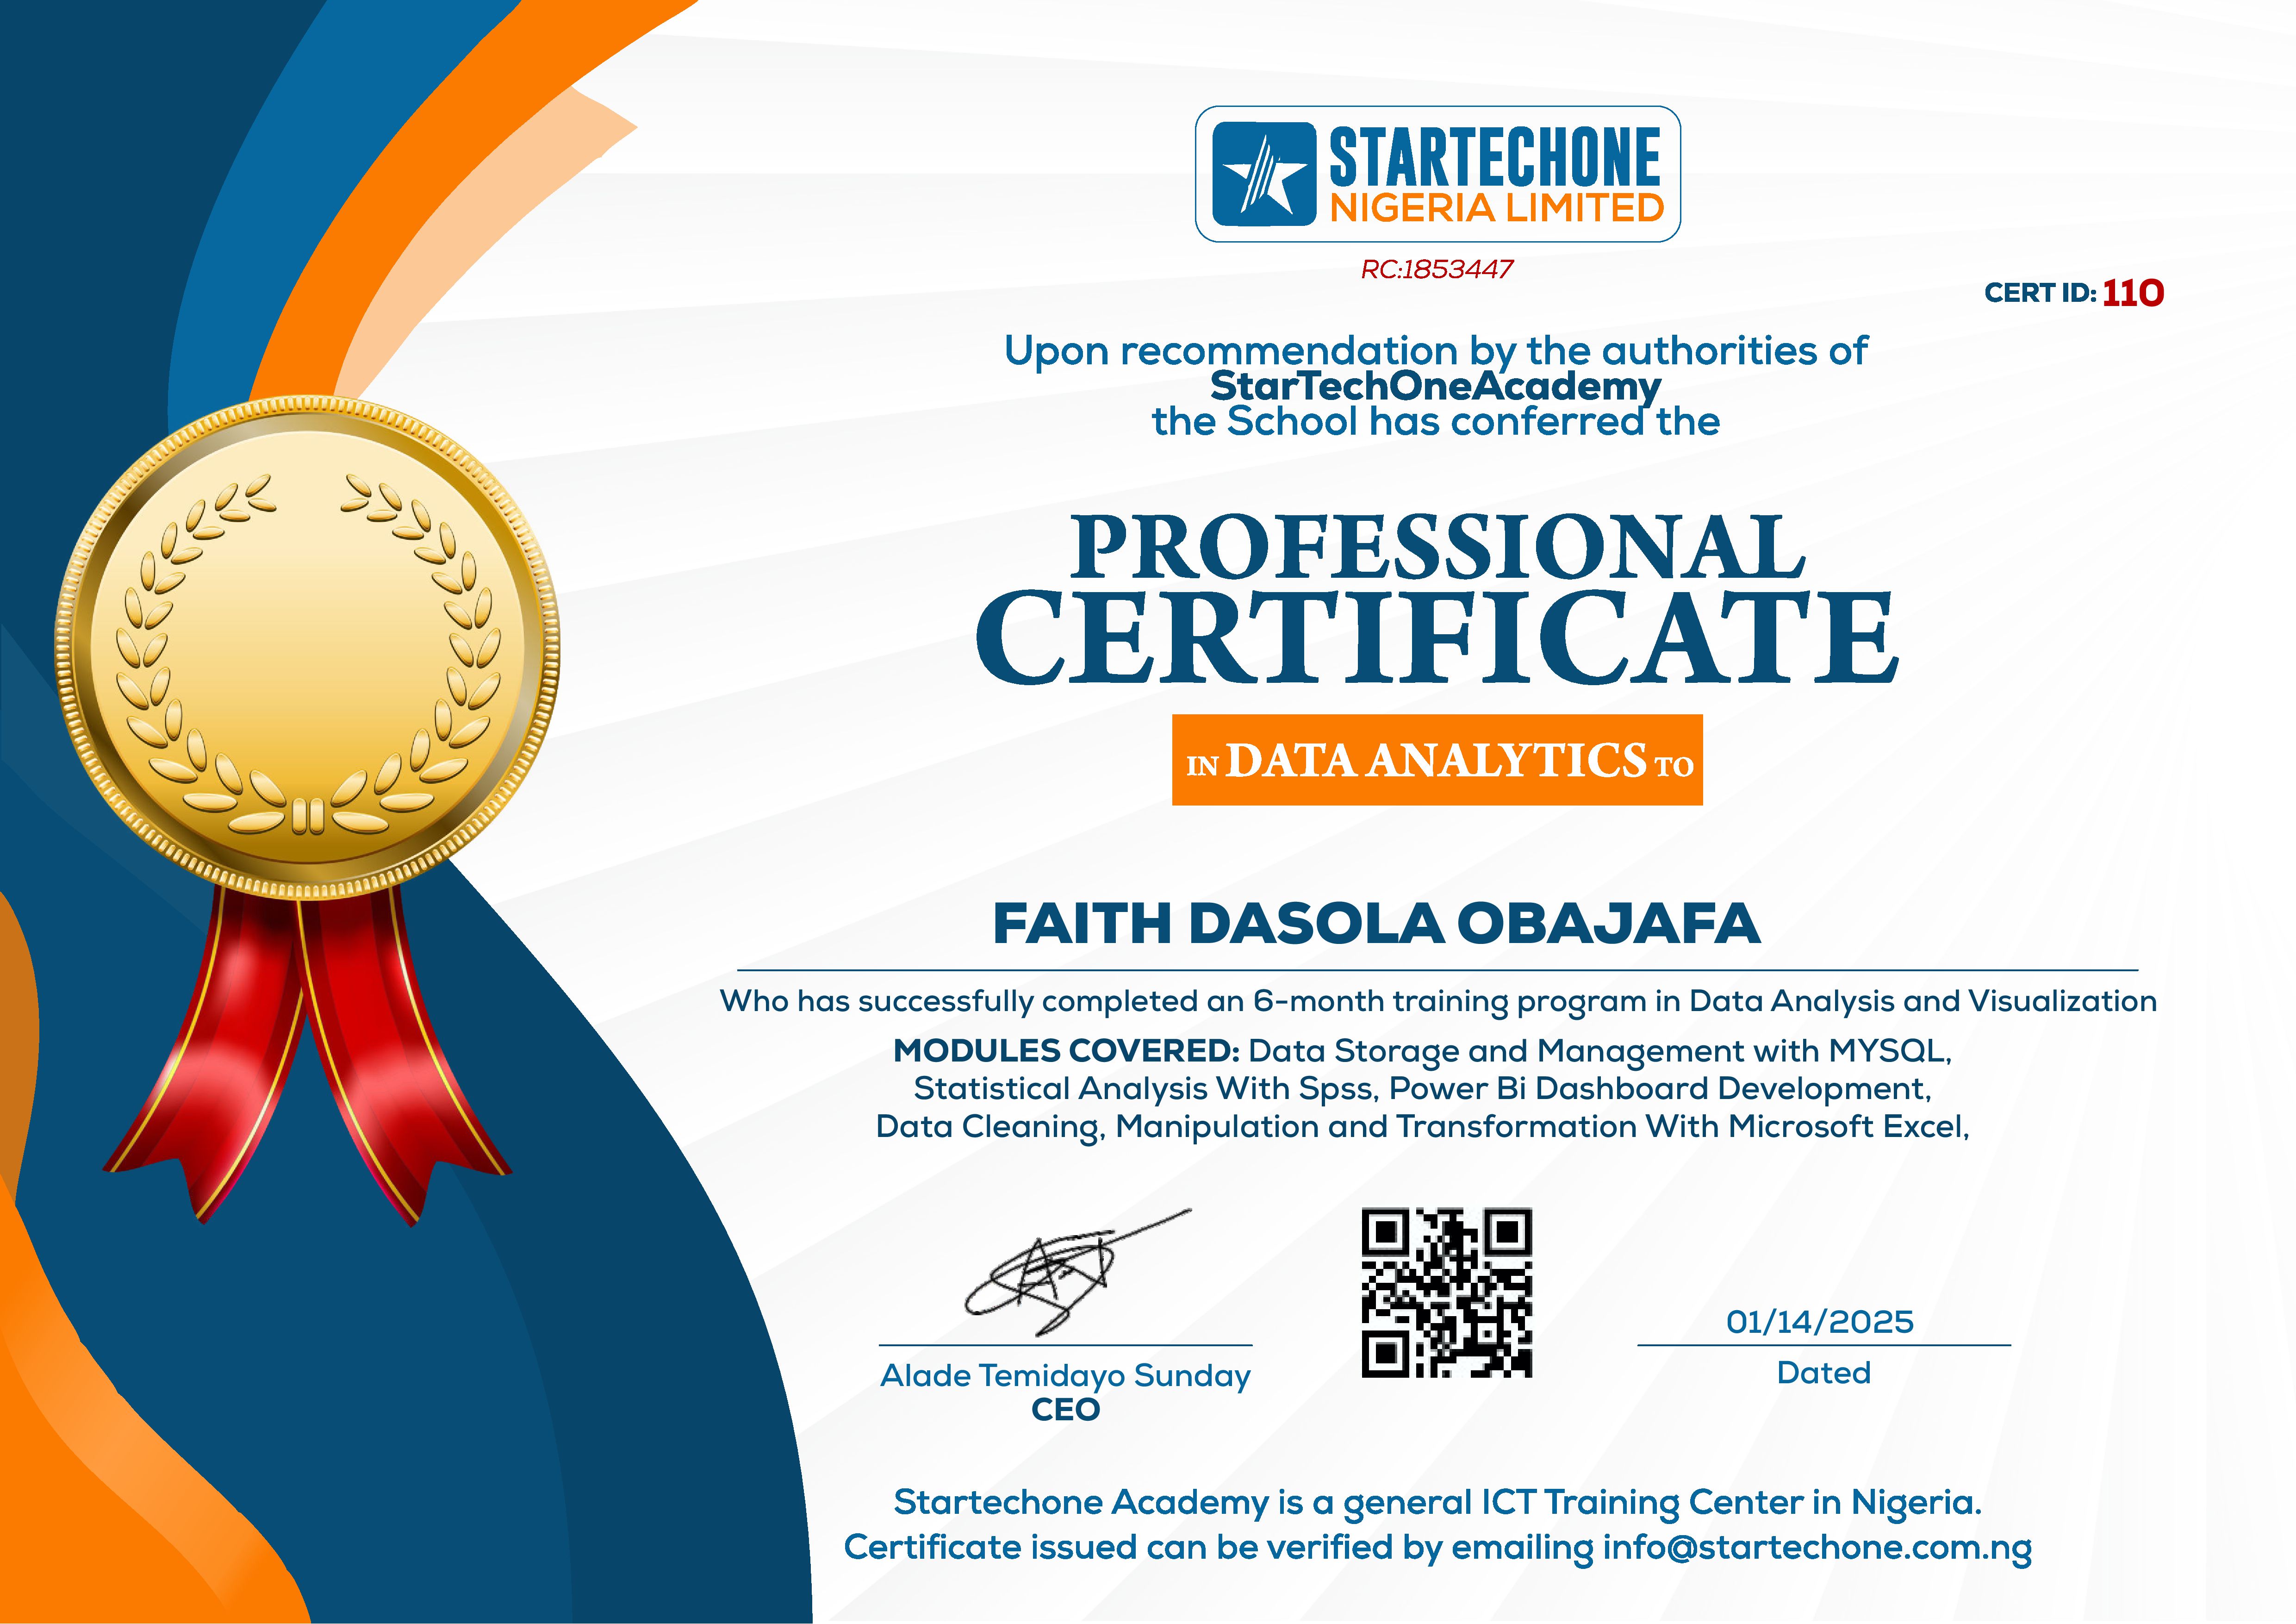 STARTECHONE
NIGERIA LIMITED
RC:1853447
CERT ID: 110
Upon recommendation by the authorities of
StarTechOneAcademy
the School has conferred the
PROFESSIONAL
CERTIFICATE
IN DATA ANALYTICS TO
FAITH DASOLA OBAJAFA
Who has successfully completed an 6-month training program in Data Analysis and Visualization
MODULES COVERED: Data Storage and Management with MYSQL,
Statistical Analysis With Spss, Power Bi Dashboard Development,
Data Cleaning, Manipulation and Transformation With Microsoft Excel,
01/14/2025
Alade Temidayo Sunday
Dated
CEO
Startechone Academy is a general ICT Training Center in Nigeria.
Certificate issued can be verified by emailing info@startechone.com.ng